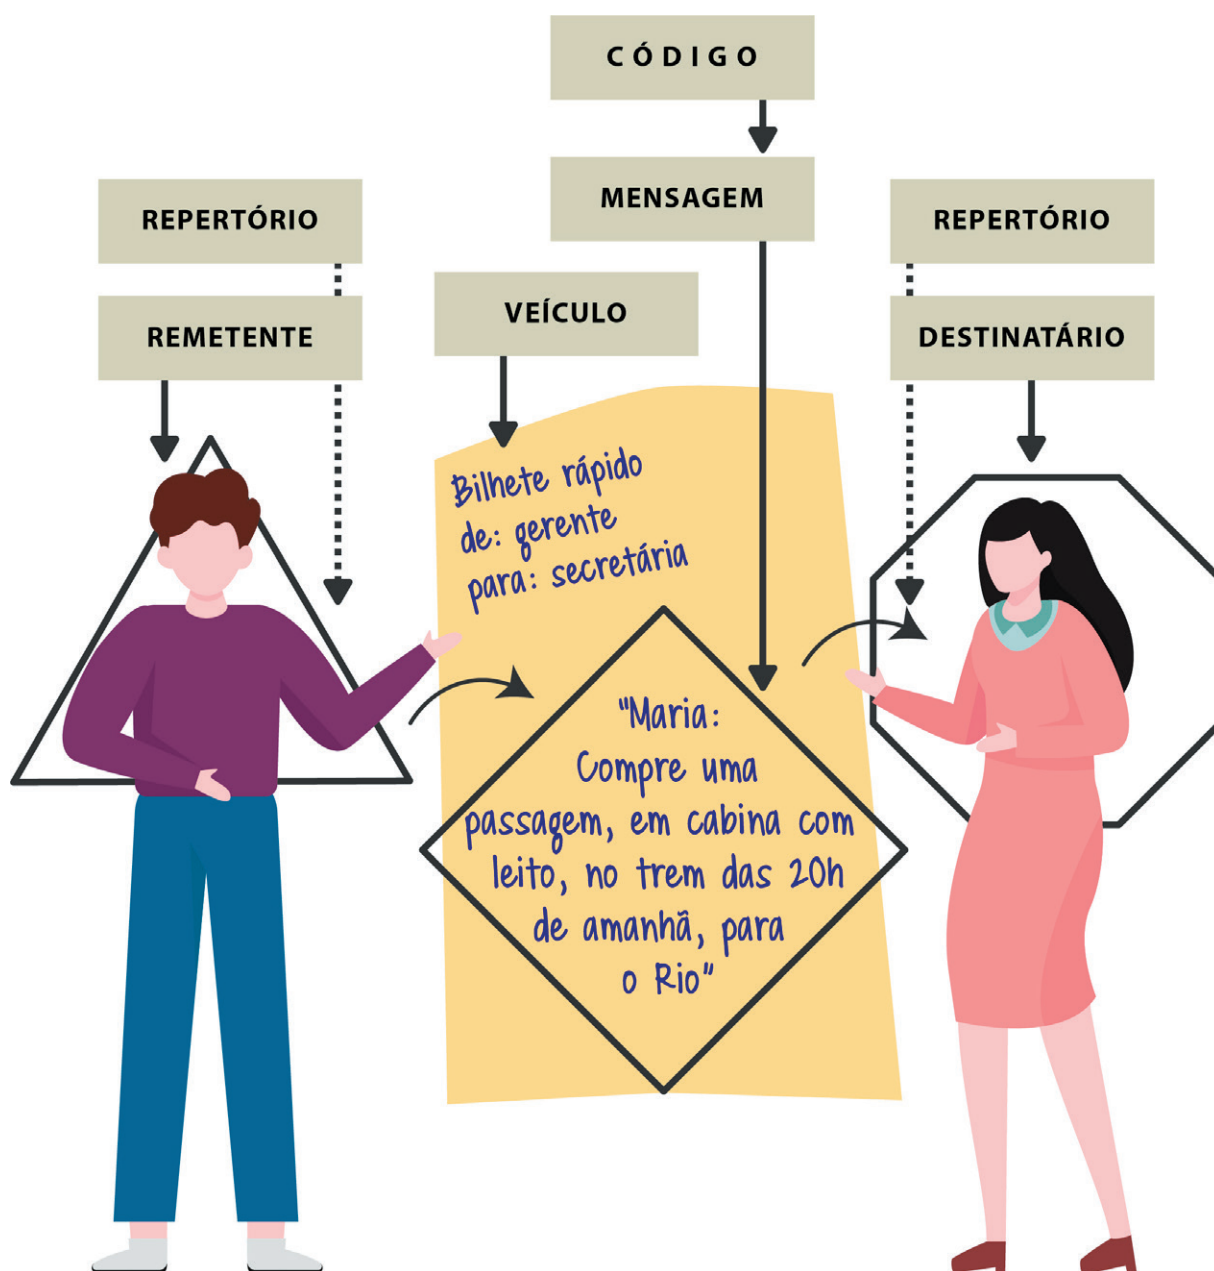 CÓDIGO
MENSAGEM
REPERTÓRIO
REMETENTE
VEÍCULO
REPERTÓRIO
DESTINATÁRIO
Bilhete rápido
de: gerente
para: secretária
"Maria:
Compre uma
passagem, em cabina com
leito, no trem das 20h
de amanhã, para
o Rio"